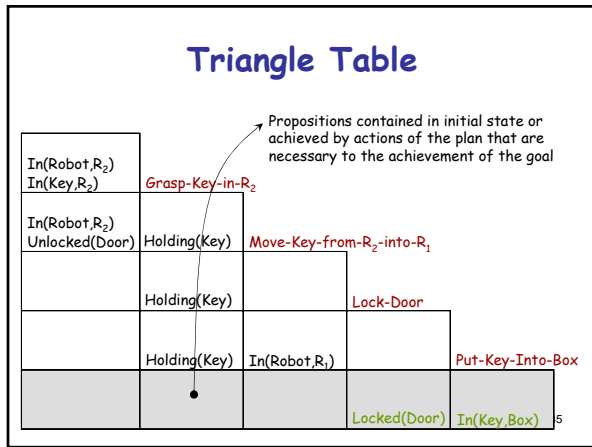 Triangle Table
Propositions contained in initial state or
achieved by actions of the plan that are
necessary to the achievement of the goal
In(Robot,R₂)
In(Key,R₂) Grasp-Key-in-R₂
In(Robot,R₂)
Unlocked(Door) Holding(Key) Move-Key-from-R₂-into-R₁
Holding(Key) Lock-Door
Holding(Key) In(Robot,R₁) Put-Key-Into-Box
Locked(Door) In(Key,Box) 5